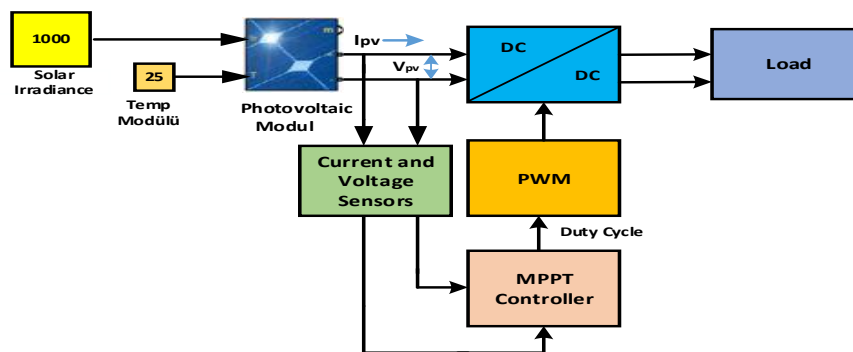 1000
Solar
Irradiance
25
Temp
Modülü
m
T
Photovoltaic
Modul
Ipv
Vpv
DC
DC
Load
Current and
Voltage
Sensors
PWM
Duty Cycle
MPPT
Controller